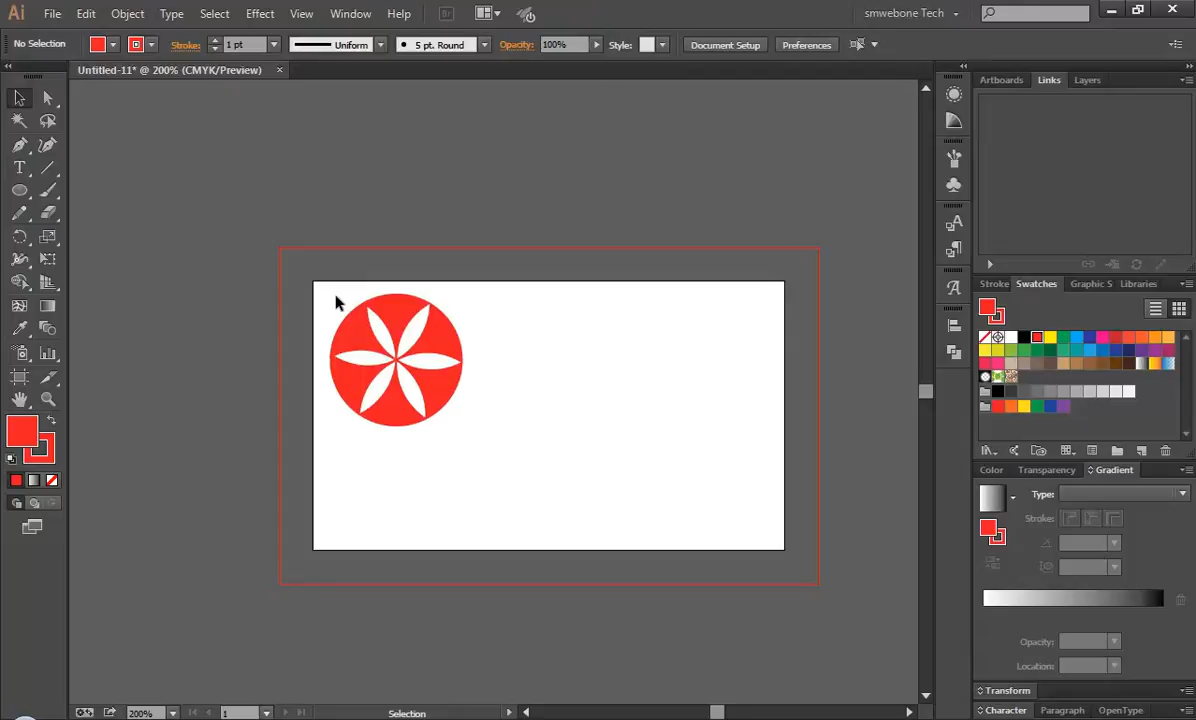 Ai File Edit Object Type Select Effect View Window Help Br smwebone Tech
No Selection Stroke: 1 pt Uniform 5 pt. Round Opacity: 100% Style: Document Setup Preferences
Untitled-11* @ 200% (CMYK/Preview)
Artboards Links Layers
Stroke Swatches Graphic S Libraries
Color Transparency Gradient
Type:
Stroke:
Opacity:
Location:
Transform
Character Paragraph OpenType
200% 1 Selection